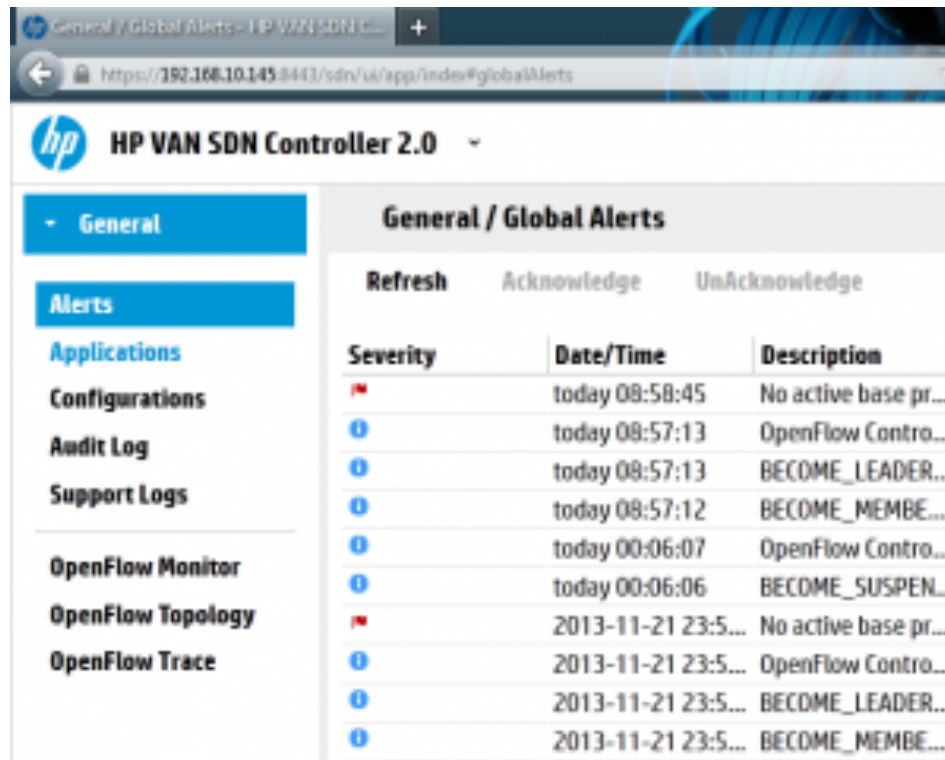 General / Global Alerts - HP VAN SDN C...
https://192.168.10.145:8443/sdn/ui/app/index#globalAlerts
hp HP VAN SDN Controller 2.0
General
General / Global Alerts
Refresh Acknowledge UnAcknowledge
Alerts
Applications
Configurations
Audit Log
Support Logs
OpenFlow Monitor
OpenFlow Topology
OpenFlow Trace
Severity Date/Time Description
today 08:58:45 No active base pr...
today 08:57:13 OpenFlow Contro...
today 08:57:13 BECOME_LEADER...
today 08:57:12 BECOME_MEMBE...
today 00:06:07 OpenFlow Contro...
today 00:06:06 BECOME_SUSPEN...
2013-11-21 23:5... No active base pr...
2013-11-21 23:5... OpenFlow Contro...
2013-11-21 23:5... BECOME_LEADER...
2013-11-21 23:5... BECOME_MEMBE...